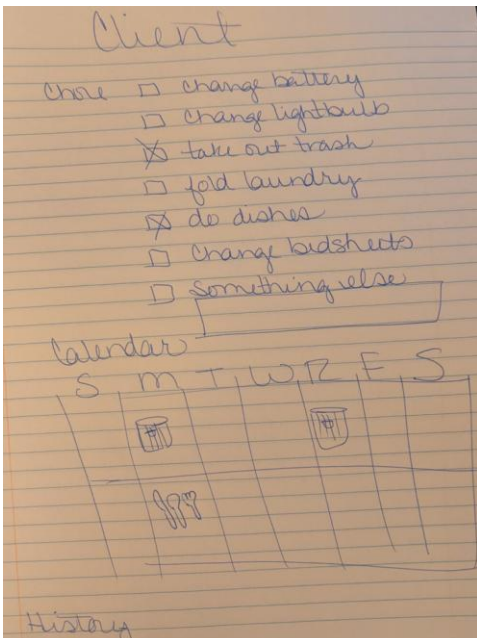 Client
Chore change battery
change lightbulb
take out trash
fold laundry
do dishes
change bedsheets
something else
Calendar
S M T W R F S
History